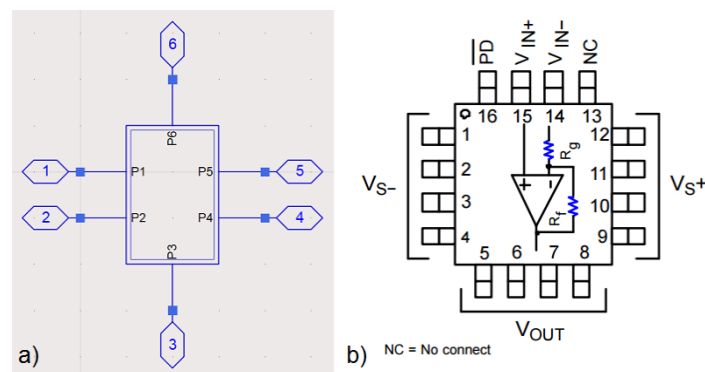 6
P6
1
P1
P5
5
2
P2
P4
4
P3
3
a)
PD
VIN+
VIN−
NC
16
15
14
13
1
12
Rg
2
11
VS−
VS+
+
−
3
10
Rf
4
9
5
6
7
8
VOUT
b)
NC = No connect